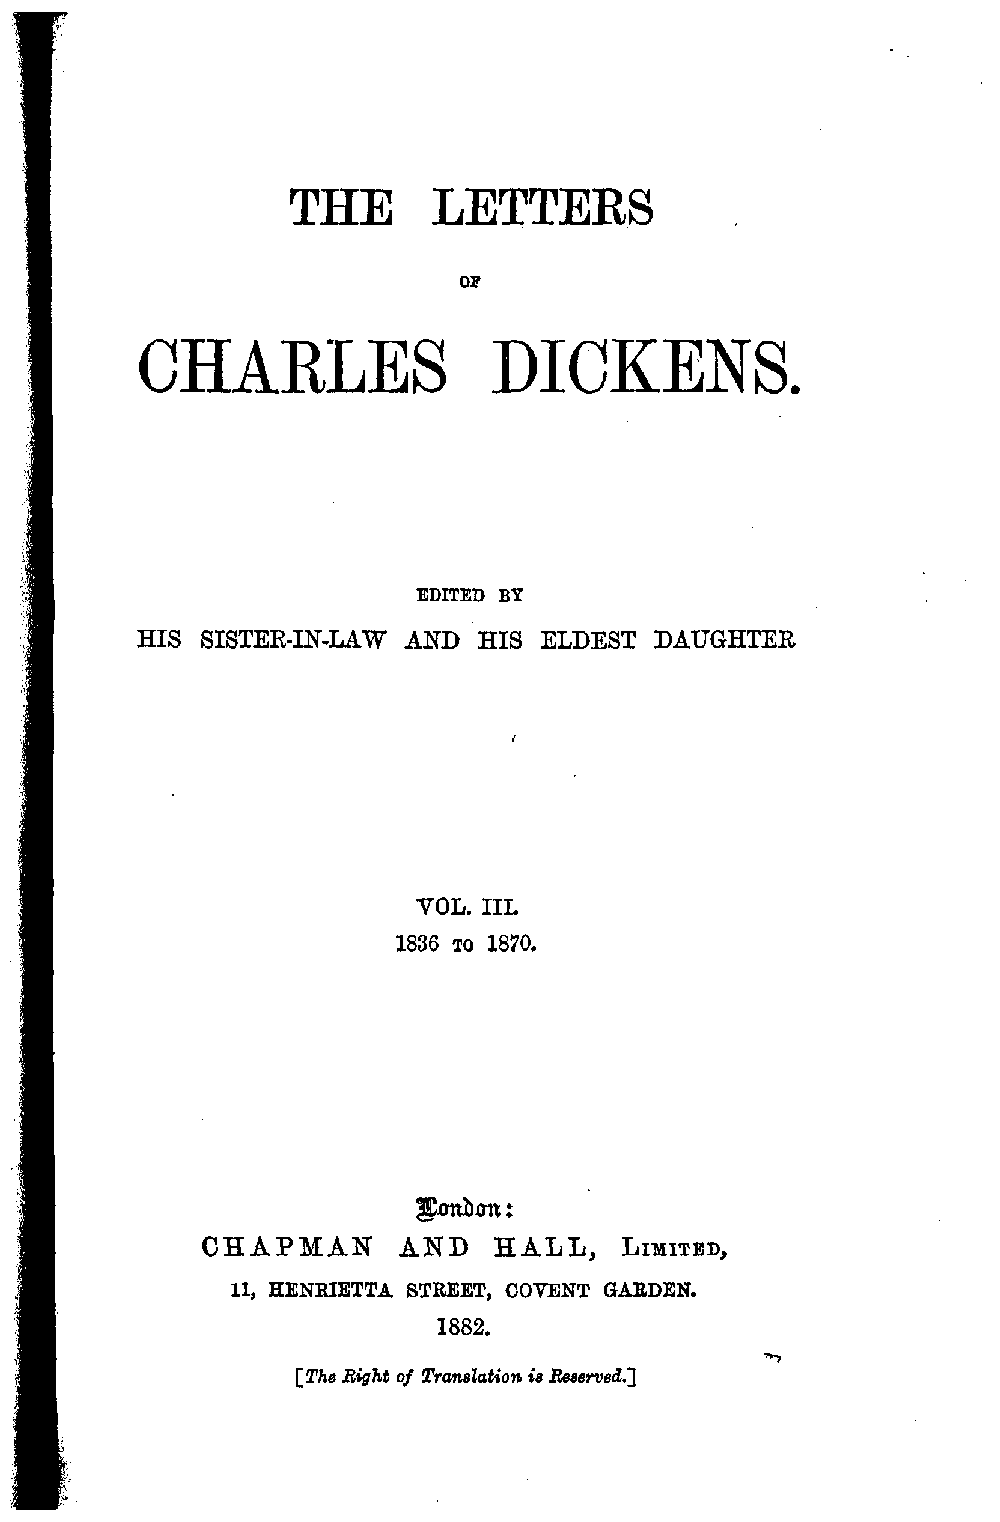 THE LETTERS
OF
CHARLES DICKENS.
EDITED BY
HIS SISTER-IN-LAW AND HIS ELDEST DAUGHTER
VOL. III.
1836 TO 1870.
London:
CHAPMAN AND HALL, LIMITED,
11, HENRIETTA STREET, COVENT GARDEN.
1882.
[The Right of Translation is Reserved.]